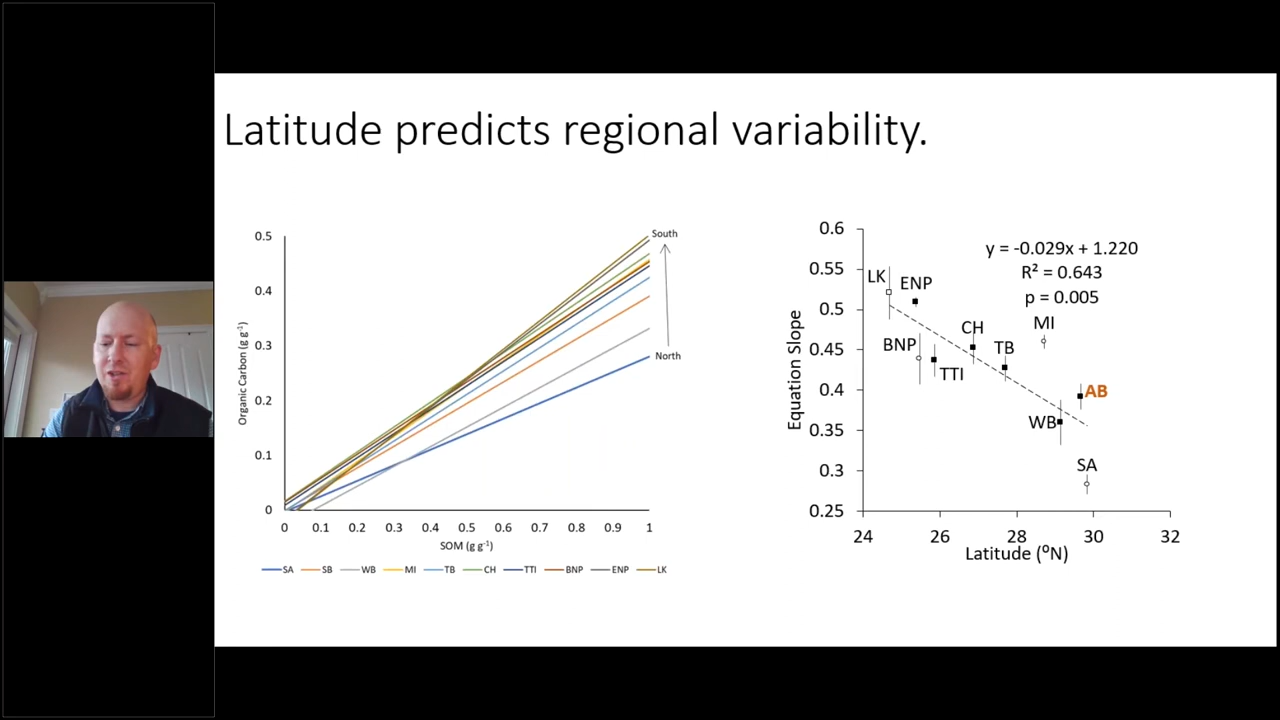 Latitude predicts regional variability.
0.5
0.4
0.3
0.2
0.1
0
Organic Carbon (g g⁻¹)
South
North
0 0.1 0.2 0.3 0.4 0.5 0.6 0.7 0.8 0.9 1
SOM (g g⁻¹)
SA SB WB MI TB CH TTI BNP ENP LK
0.6
0.55
0.5
0.45
0.4
0.35
0.3
0.25
Equation Slope
y = -0.029x + 1.220
R² = 0.643
p = 0.005
LK
ENP
MI
CH
BNP
TB
TTI
AB
WB
SA
24 26 28 30 32
Latitude (⁰N)